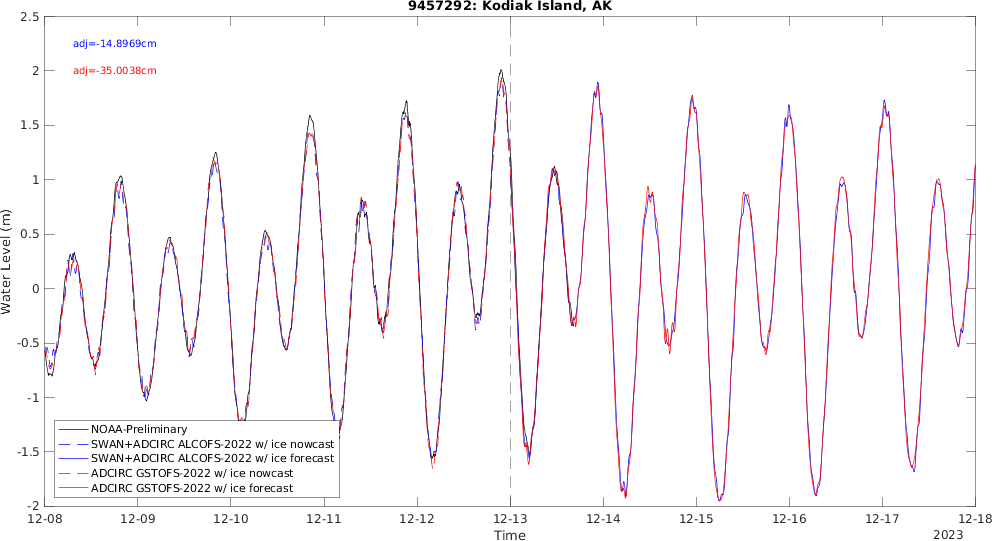 9457292: Kodiak Island, AK
adj=-14.8969cm
adj=-35.0038cm
Water Level (m)
2.5
2
1.5
1
0.5
0
-0.5
-1
-1.5
-2
NOAA-Preliminary
SWAN+ADCIRC ALCOFS-2022 w/ ice nowcast
SWAN+ADCIRC ALCOFS-2022 w/ ice forecast
ADCIRC GSTOFS-2022 w/ ice nowcast
ADCIRC GSTOFS-2022 w/ ice forecast
12-08 12-09 12-10 12-11 12-12 12-13 12-14 12-15 12-16 12-17 12-18
Time
2023